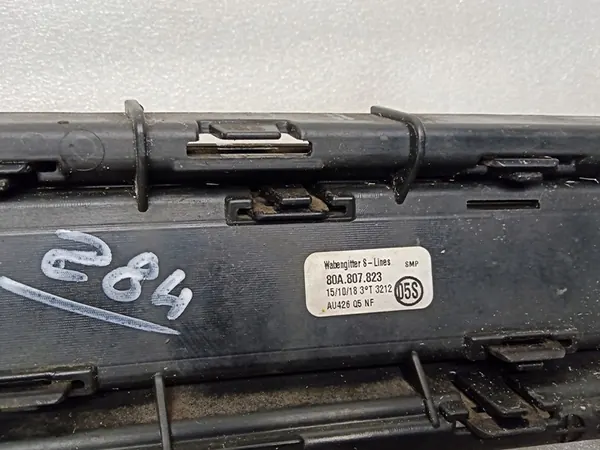 284
Wabengitter S-Lines SMP
80A.807.823
15/10/18 3°T 3212
05S
AU426 Q5 NF